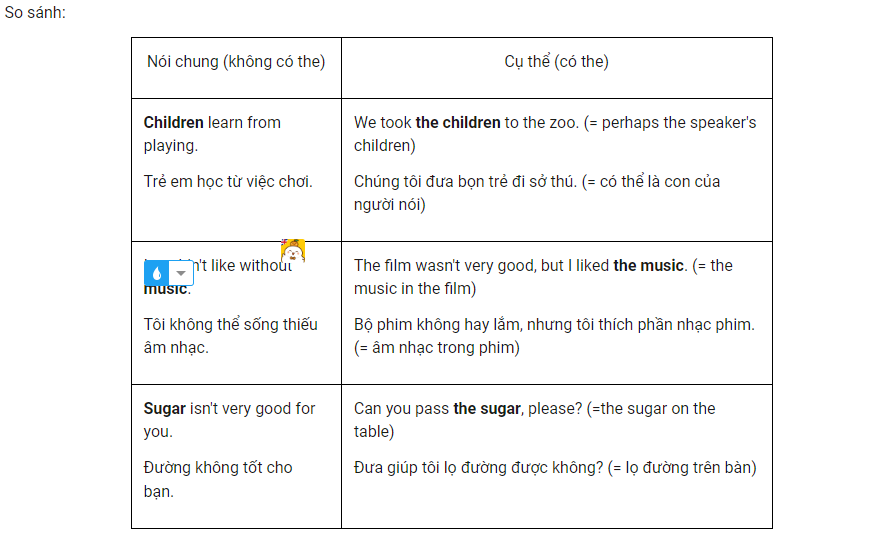 So sánh:
Nói chung (không có the)
Cụ thể (có the)
Children learn from
playing.
Trẻ em học từ việc chơi.
We took the children to the zoo. (= perhaps the speaker's
children)
Chúng tôi đưa bọn trẻ đi sở thú. (= có thể là con của
người nói)
like without
music.
Tôi không thể sống thiếu
âm nhạc.
The film wasn't very good, but I liked the music. (= the
music in the film)
Bộ phim không hay lắm, nhưng tôi thích phần nhạc phim.
(= âm nhạc trong phim)
Sugar isn't very good for
you.
Đường không tốt cho
bạn.
Can you pass the sugar, please? (=the sugar on the
table)
Đưa giúp tôi lọ đường được không? (= lọ đường trên bàn)